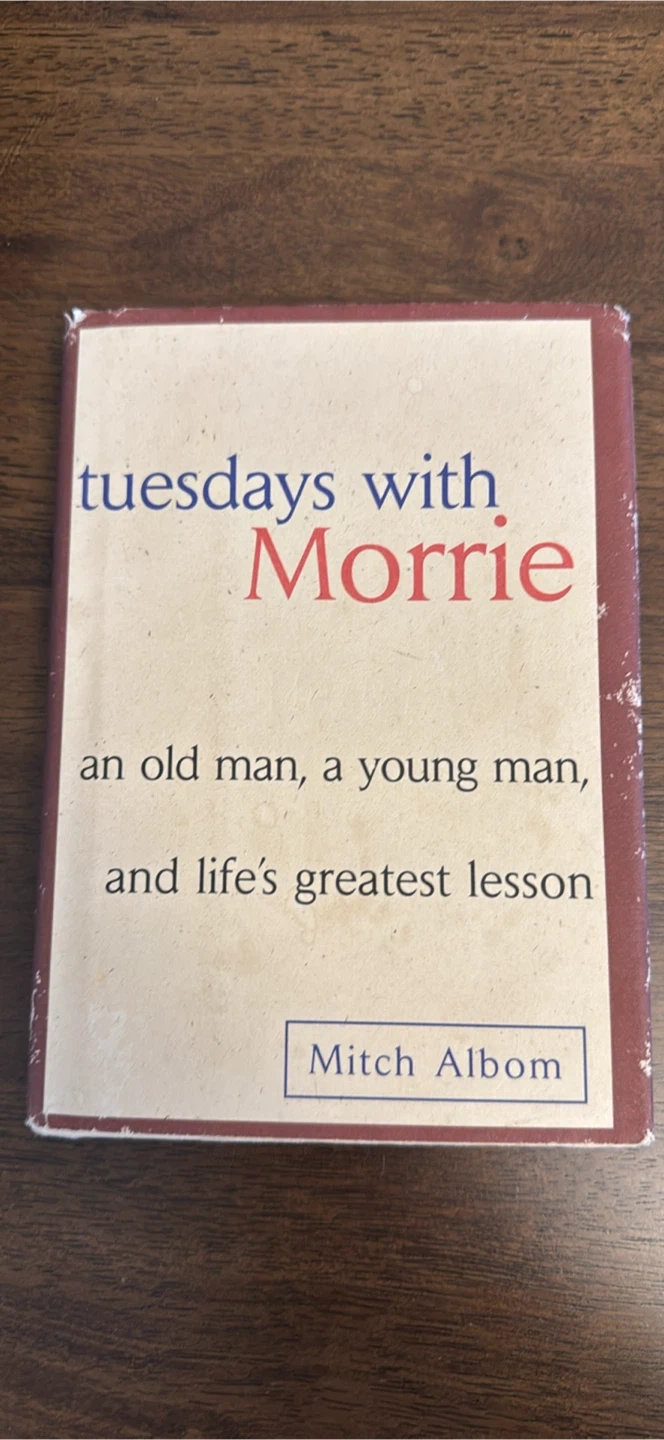 tuesdays with
Morrie
an old man, a young man,
and life's greatest lesson
Mitch Albom